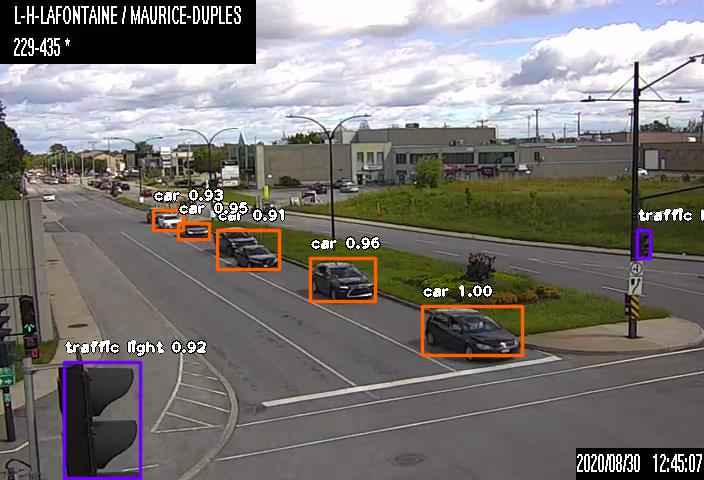 L-H-LAFONTAINE / MAURICE-DUPLES
229-435 *
car 0.93
car 0.95
car 0.91
traffic l
car 0.96
car 1.00
traffic light 0.92
2020/08/30 12:45:07